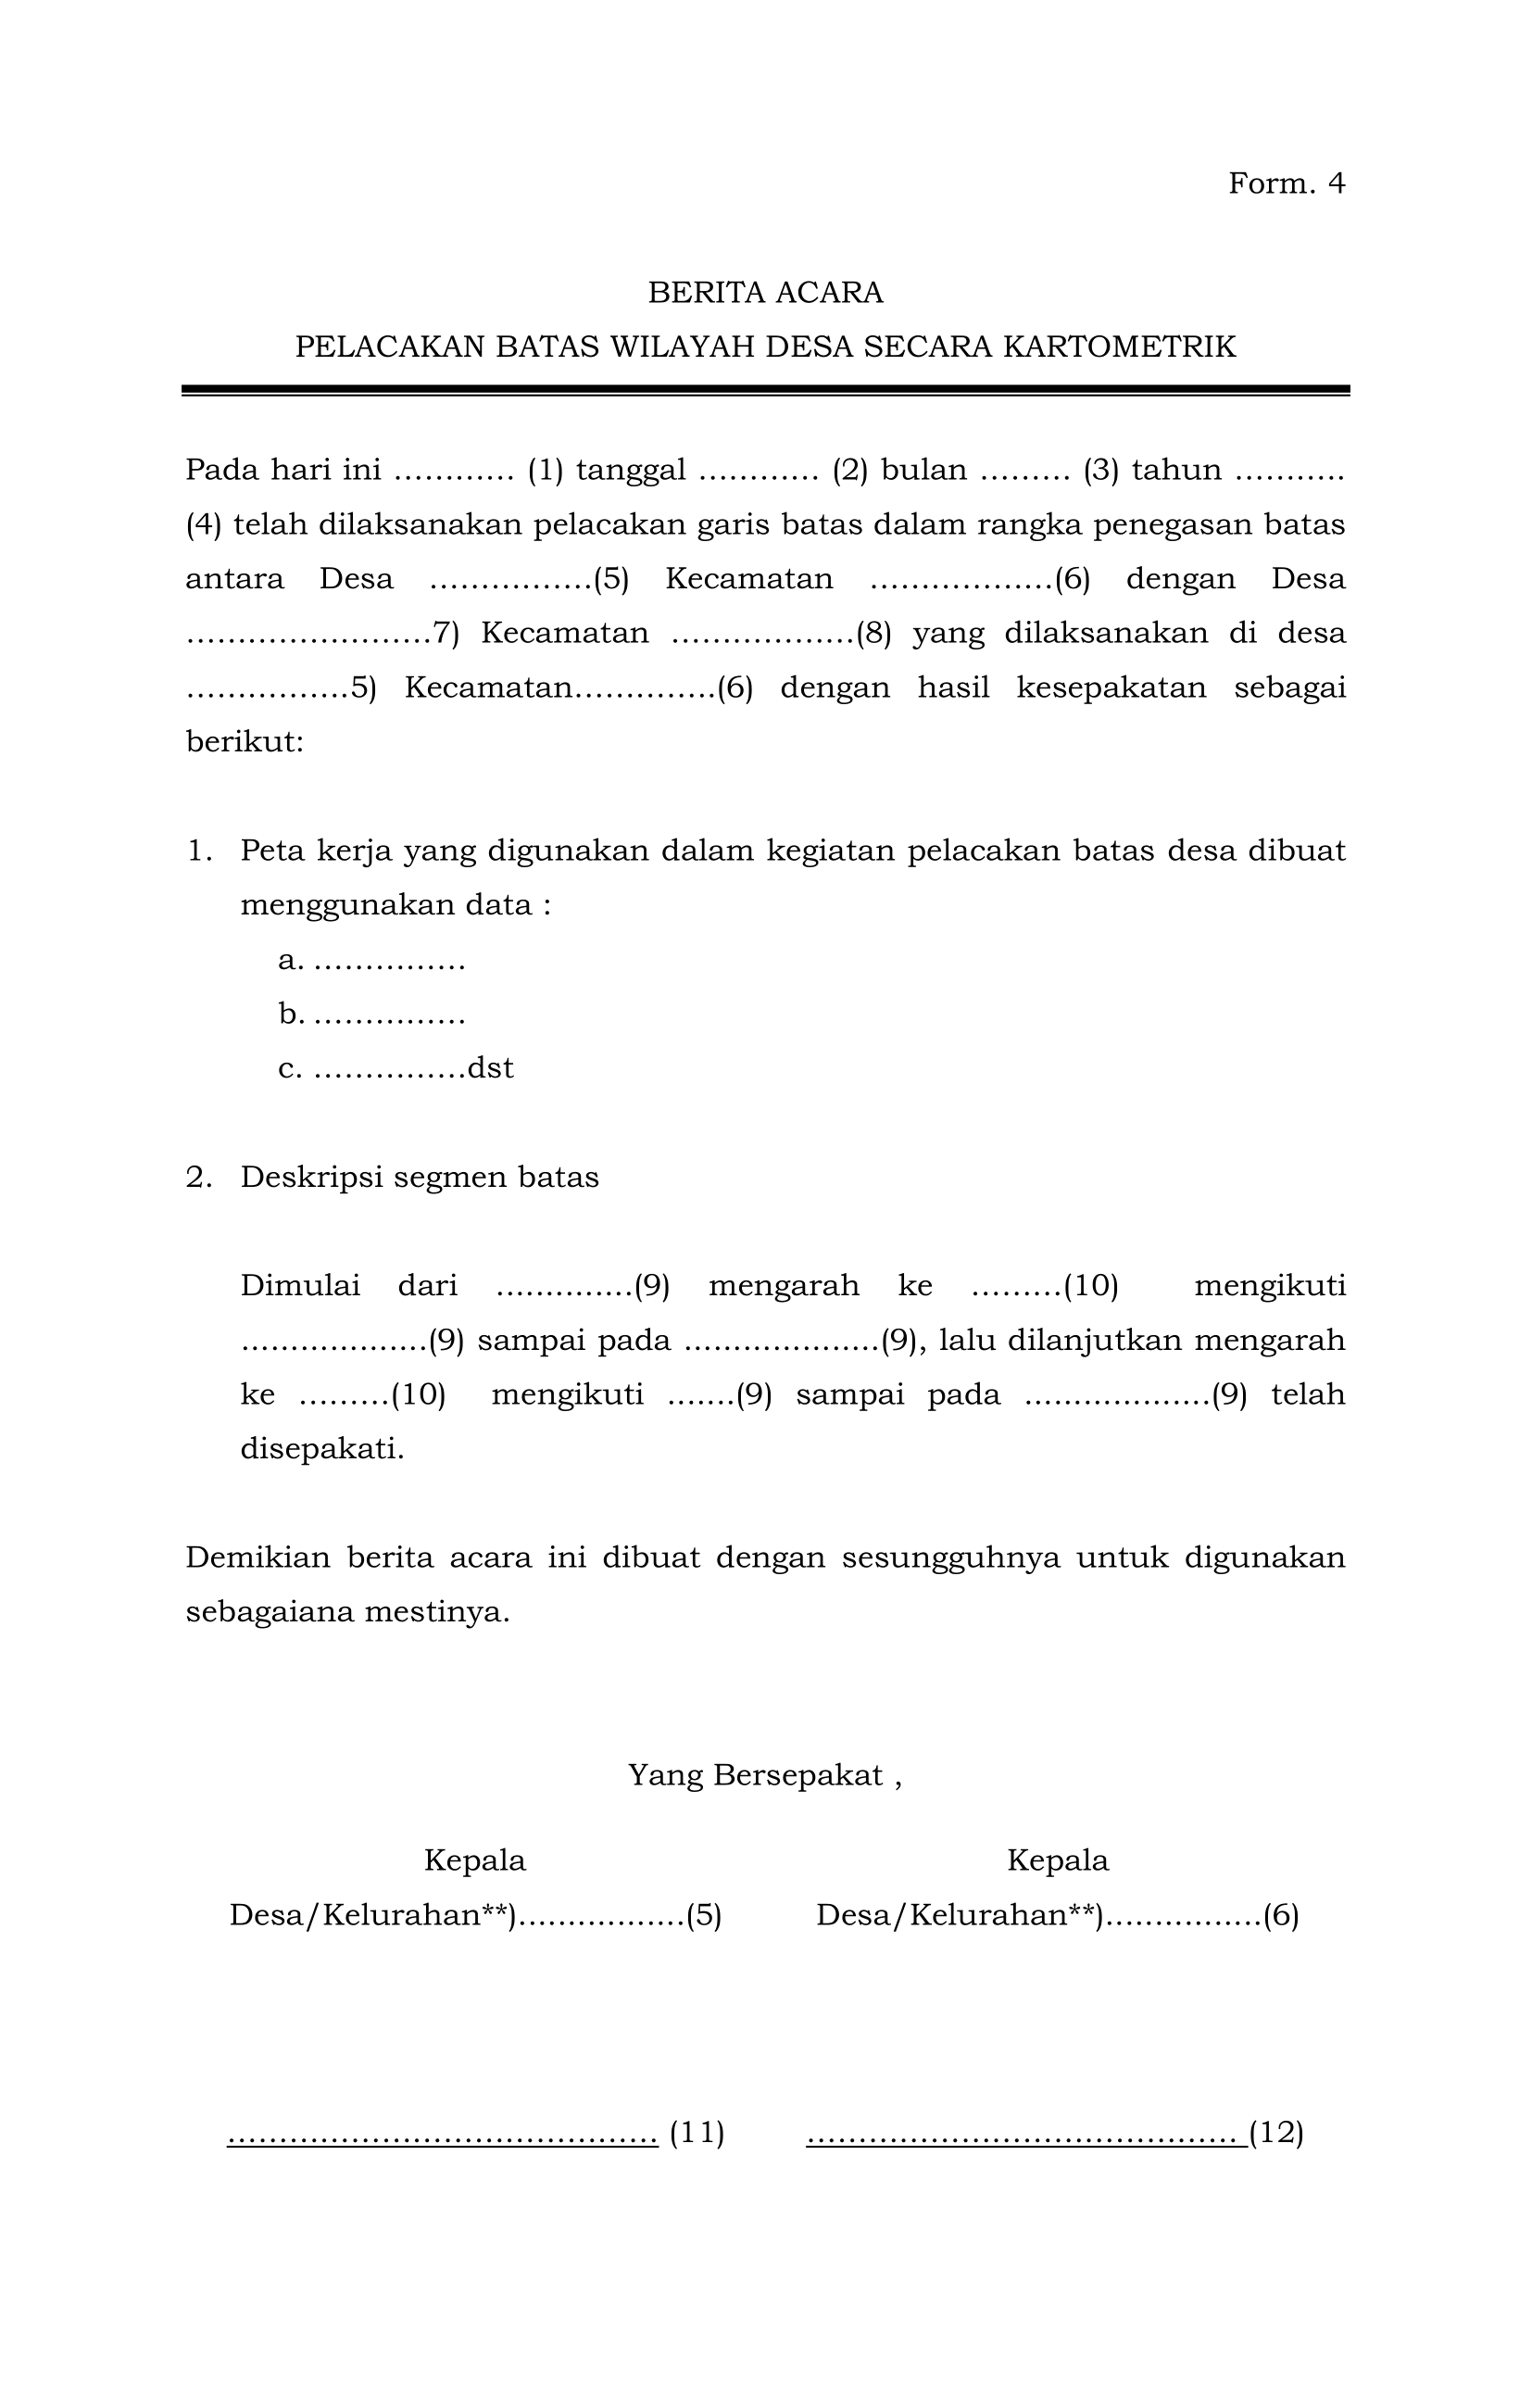 Form. 4
BERITA ACARA
PELACAKAN BATAS WILAYAH DESA SECARA KARTOMETRIK
Pada hari ini ………… (1) tanggal ………… (2) bulan ……… (3) tahun ………..
(4) telah dilaksanakan pelacakan garis batas dalam rangka penegasan batas
antara Desa …………….(5) Kecamatan ………………(6) dengan Desa
……………………7) Kecamatan ………………(8) yang dilaksanakan di desa
…………….5) Kecamatan…………..(6) dengan hasil kesepakatan sebagai
berikut:
1. Peta kerja yang digunakan dalam kegiatan pelacakan batas desa dibuat
menggunakan data :
a. ……………
b. ……………
c. ……………dst
2. Deskripsi segmen batas
Dimulai dari …………..(9) mengarah ke ………(10) mengikuti
……………….(9) sampai pada ………………..(9), lalu dilanjutkan mengarah
ke ………(10) mengikuti …….(9) sampai pada ……………….(9) telah
disepakati.
Demikian berita acara ini dibuat dengan sesungguhnya untuk digunakan
sebagaiana mestinya.
Yang Bersepakat ,
Kepala Kepala
Desa/Kelurahan**)……………..(5) Desa/Kelurahan**)…………….(6)
…………………………………… (11) …………………………………… (12)